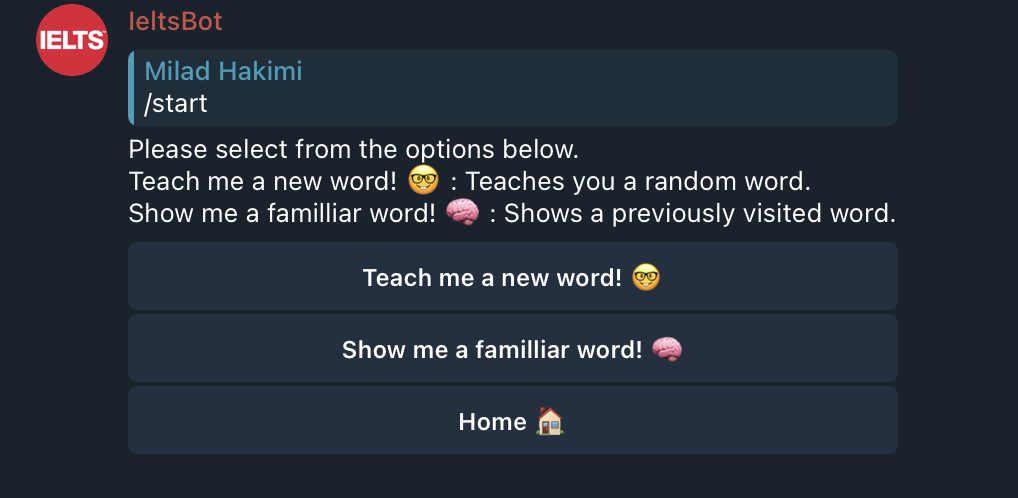 IELTS
IeltsBot
Milad Hakimi
/start
Please select from the options below.
Teach me a new word! 🤓 : Teaches you a random word.
Show me a familliar word! 🧠 : Shows a previously visited word.
Teach me a new word! 🤓
Show me a familliar word! 🧠
Home 🏠